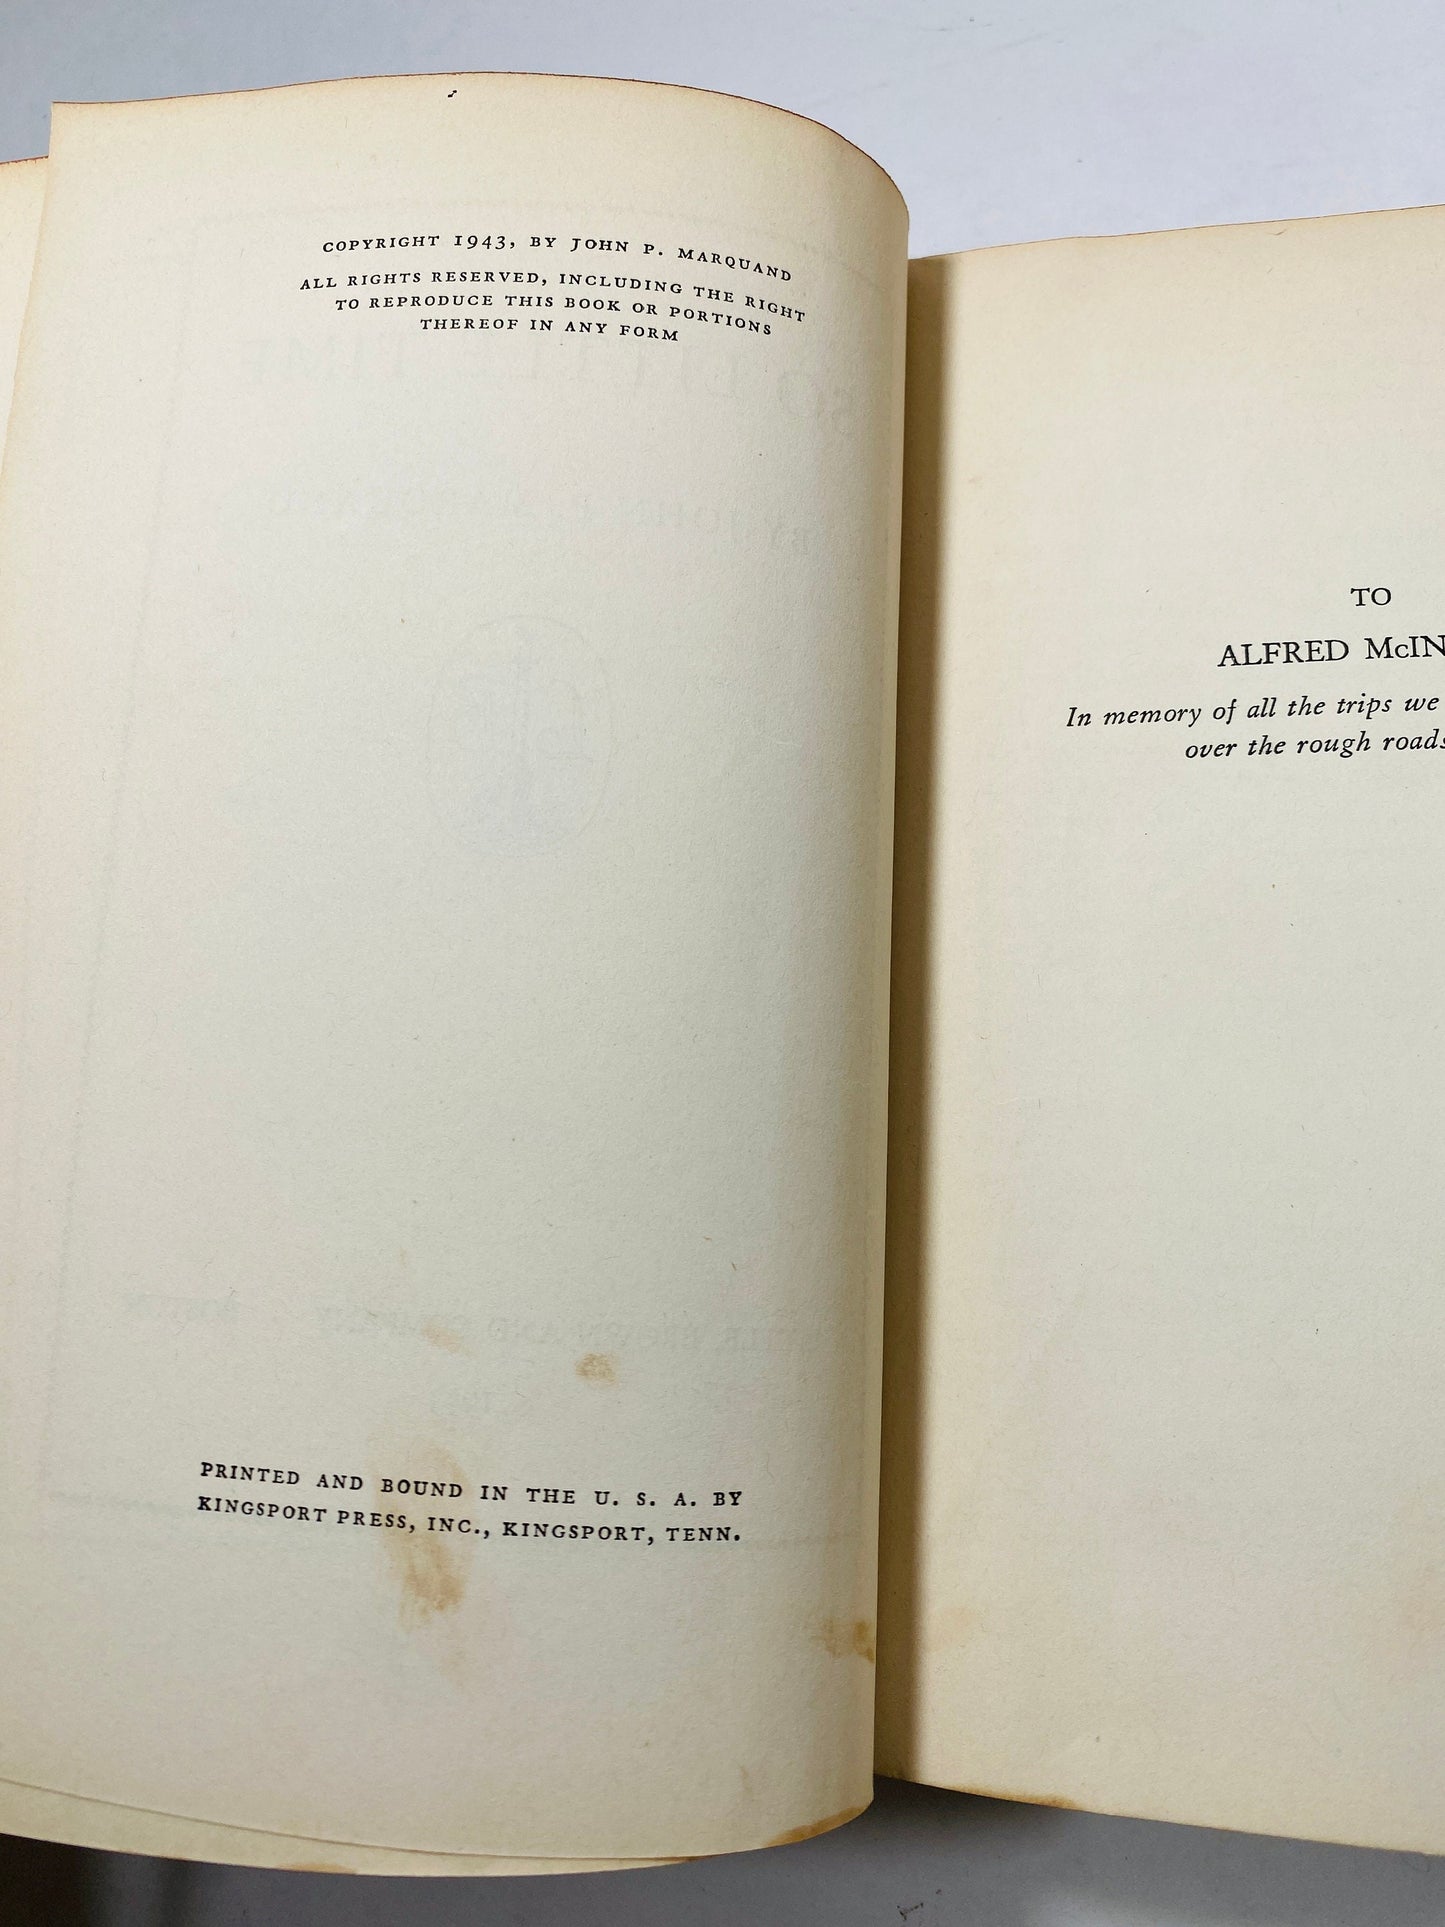 COPYRIGHT 1943, BY JOHN P. MARQUAND
ALL RIGHTS RESERVED, INCLUDING THE RIGHT
TO REPRODUCE THIS BOOK OR PORTIONS
THEREOF IN ANY FORM
PRINTED AND BOUND IN THE U. S. A. BY
KINGSPORT PRESS, INC., KINGSPORT, TENN.
TO
ALFRED McIN
In memory of all the trips we
over the rough roads